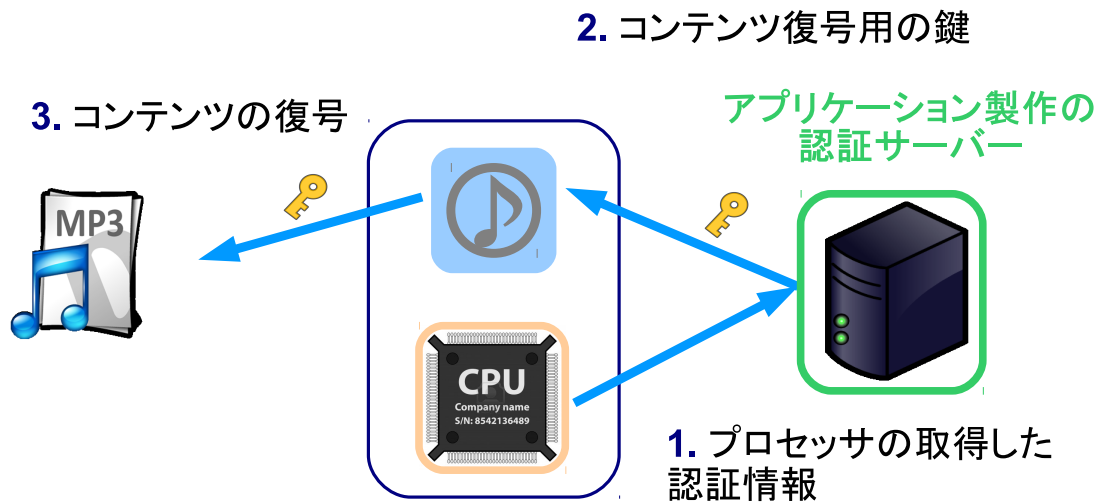 2. コンテンツ復号用の鍵
3. コンテンツの復号
アプリケーション製作の
認証サーバー
MP3
CPU
Company name
S/N: 8542136489
1. プロセッサの取得した
認証情報